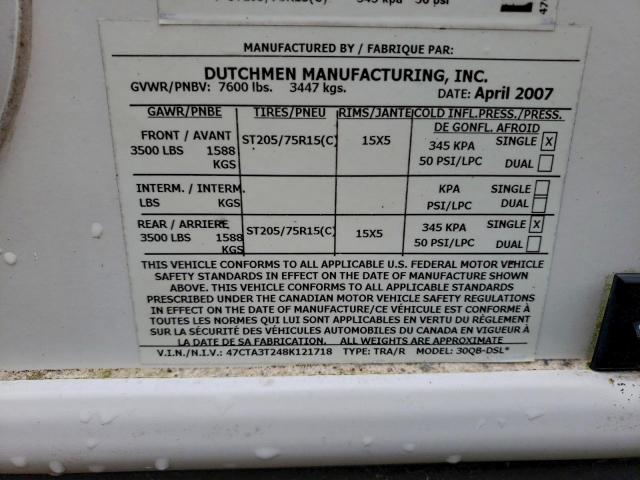 345 kpa 50 psi
MANUFACTURED BY / FABRIQUE PAR:
DUTCHMEN MANUFACTURING, INC.
GVWR/PNBV: 7600 lbs. 3447 kgs. DATE: April 2007
GAWR/PNBE TIRES/PNEU RIMS/JANTE COLD INFL.PRESS./PRESS.
DE GONFL. AFROID
FRONT / AVANT ST205/75R15(C) 15X5 345 KPA SINGLE X
3500 LBS 1588 KGS 50 PSI/LPC DUAL
INTERM. / INTERM. KPA SINGLE
LBS KGS PSI/LPC DUAL
REAR / ARRIERE ST205/75R15(C) 15X5 345 KPA SINGLE X
3500 LBS 1588 KGS 50 PSI/LPC DUAL
THIS VEHICLE CONFORMS TO ALL APPLICABLE U.S. FEDERAL MOTOR VEHICLE
SAFETY STANDARDS IN EFFECT ON THE DATE OF MANUFACTURE SHOWN
ABOVE. THIS VEHICLE CONFORMS TO ALL APPLICABLE STANDARDS
PRESCRIBED UNDER THE CANADIAN MOTOR VEHICLE SAFETY REGULATIONS
IN EFFECT ON THE DATE OF MANUFACTURE/CE VÉHICULE EST CONFORME À
TOUTES LES NORMES QUI LUI SONT APPLICABLES EN VERTU DU RÉGLEMENT
SUR LA SÉCURITÉ DES VÉHICULES AUTOMOBILES DU CANADA EN VIGUEUR À
LA DATE DE SA FABRICATION. ALL WEIGHTS ARE APPROXIMATE
V.I.N./N.I.V.: 47CTA3T248K121718 TYPE: TRA/R MODEL: 30QB-DSL*